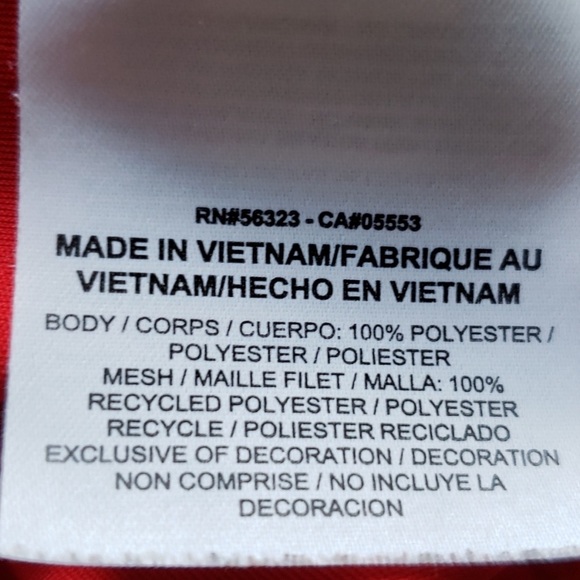 RN#56323 - CA#05553
MADE IN VIETNAM/FABRIQUE AU
VIETNAM/HECHO EN VIETNAM
BODY / CORPS / CUERPO: 100% POLYESTER /
POLYESTER / POLIESTER
MESH / MAILLE FILET / MALLA: 100%
RECYCLED POLYESTER / POLYESTER
RECYCLE / POLIESTER RECICLADO
EXCLUSIVE OF DECORATION / DECORATION
NON COMPRISE / NO INCLUYE LA
DECORACION